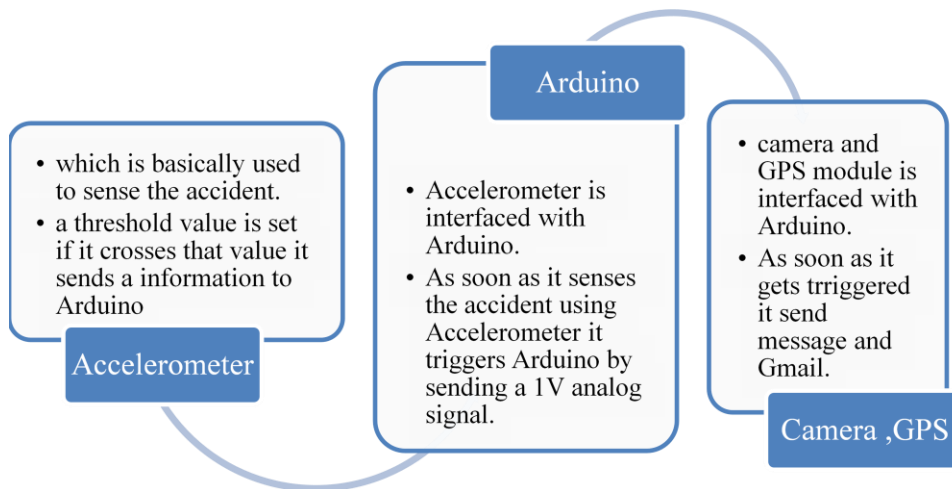 • which is basically used
to sense the accident.
• a threshold value is set
if it crosses that value it
sends a information to
Arduino
Accelerometer
Arduino
• Accelerometer is
interfaced with
Arduino.
• As soon as it senses
the accident using
Accelerometer it
triggers Arduino by
sending a 1V analog
signal.
• camera and
GPS module is
interfaced with
Arduino.
• As soon as it
gets trriggered
it send
message and
Gmail.
Camera ,GPS